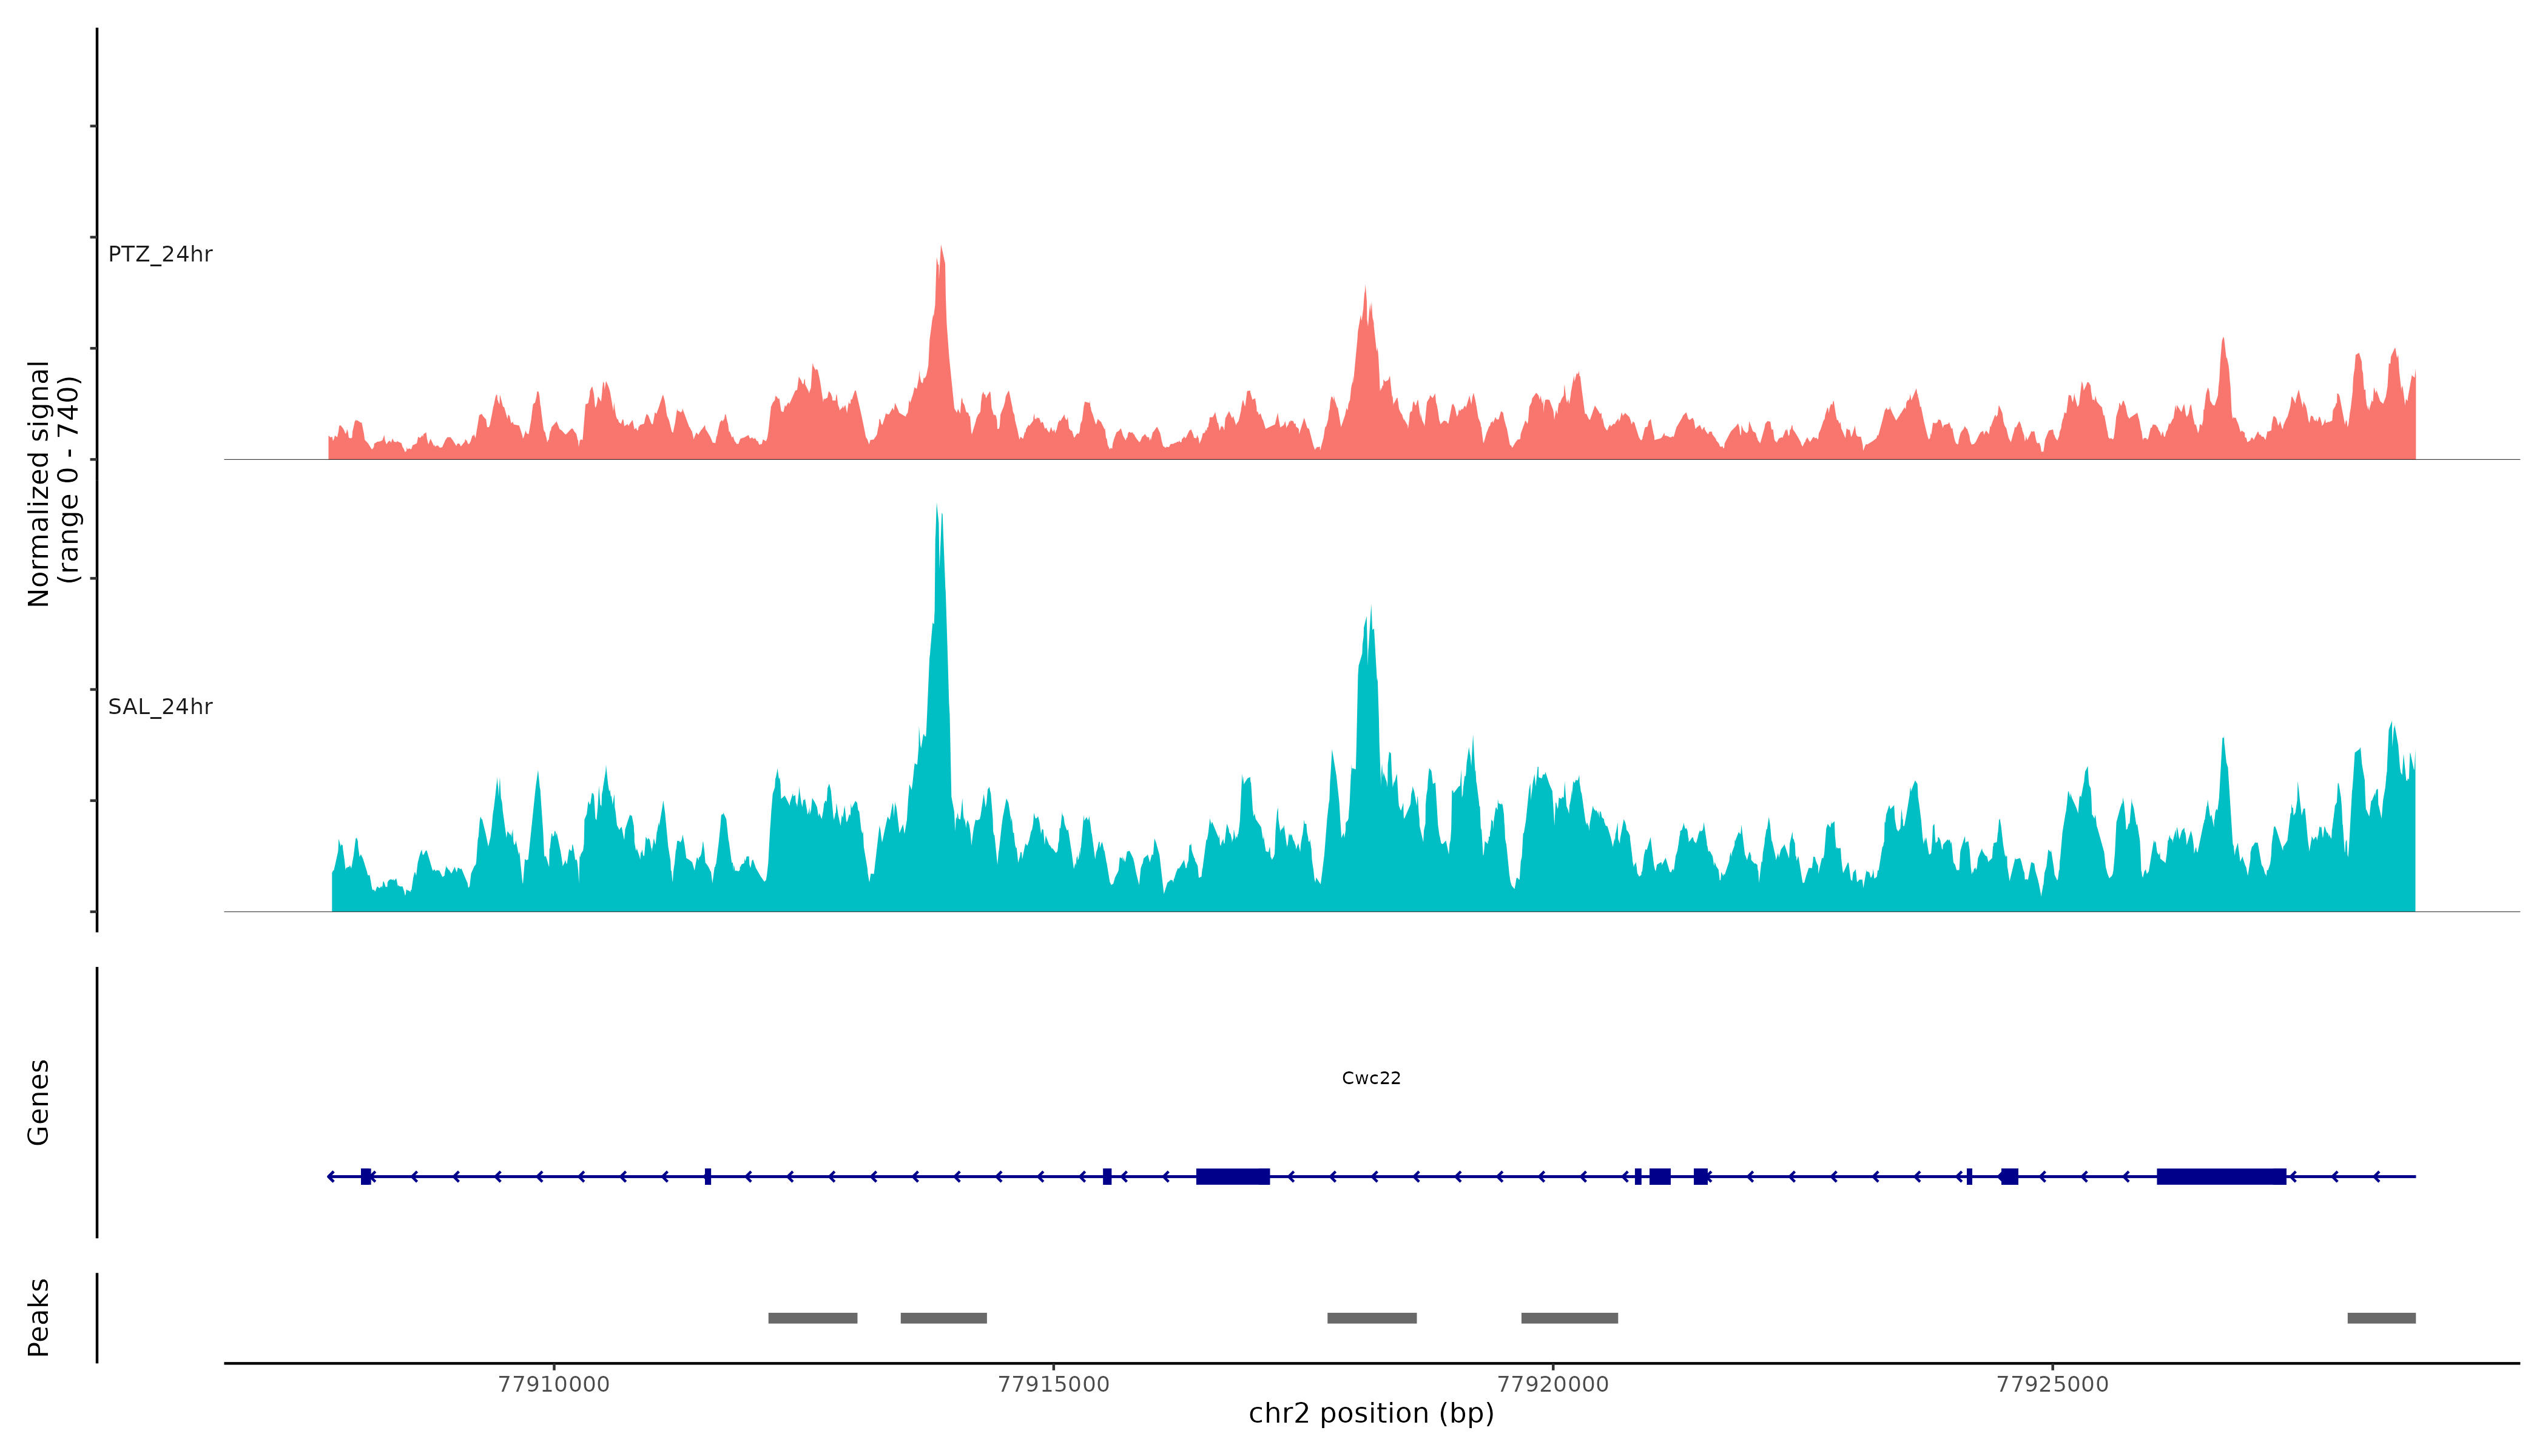 Normalized signal
(range 0 - 740)
PTZ_24hr
SAL_24hr
Genes
Cwc22
Peaks
77910000
77915000
77920000
77925000
chr2 position (bp)